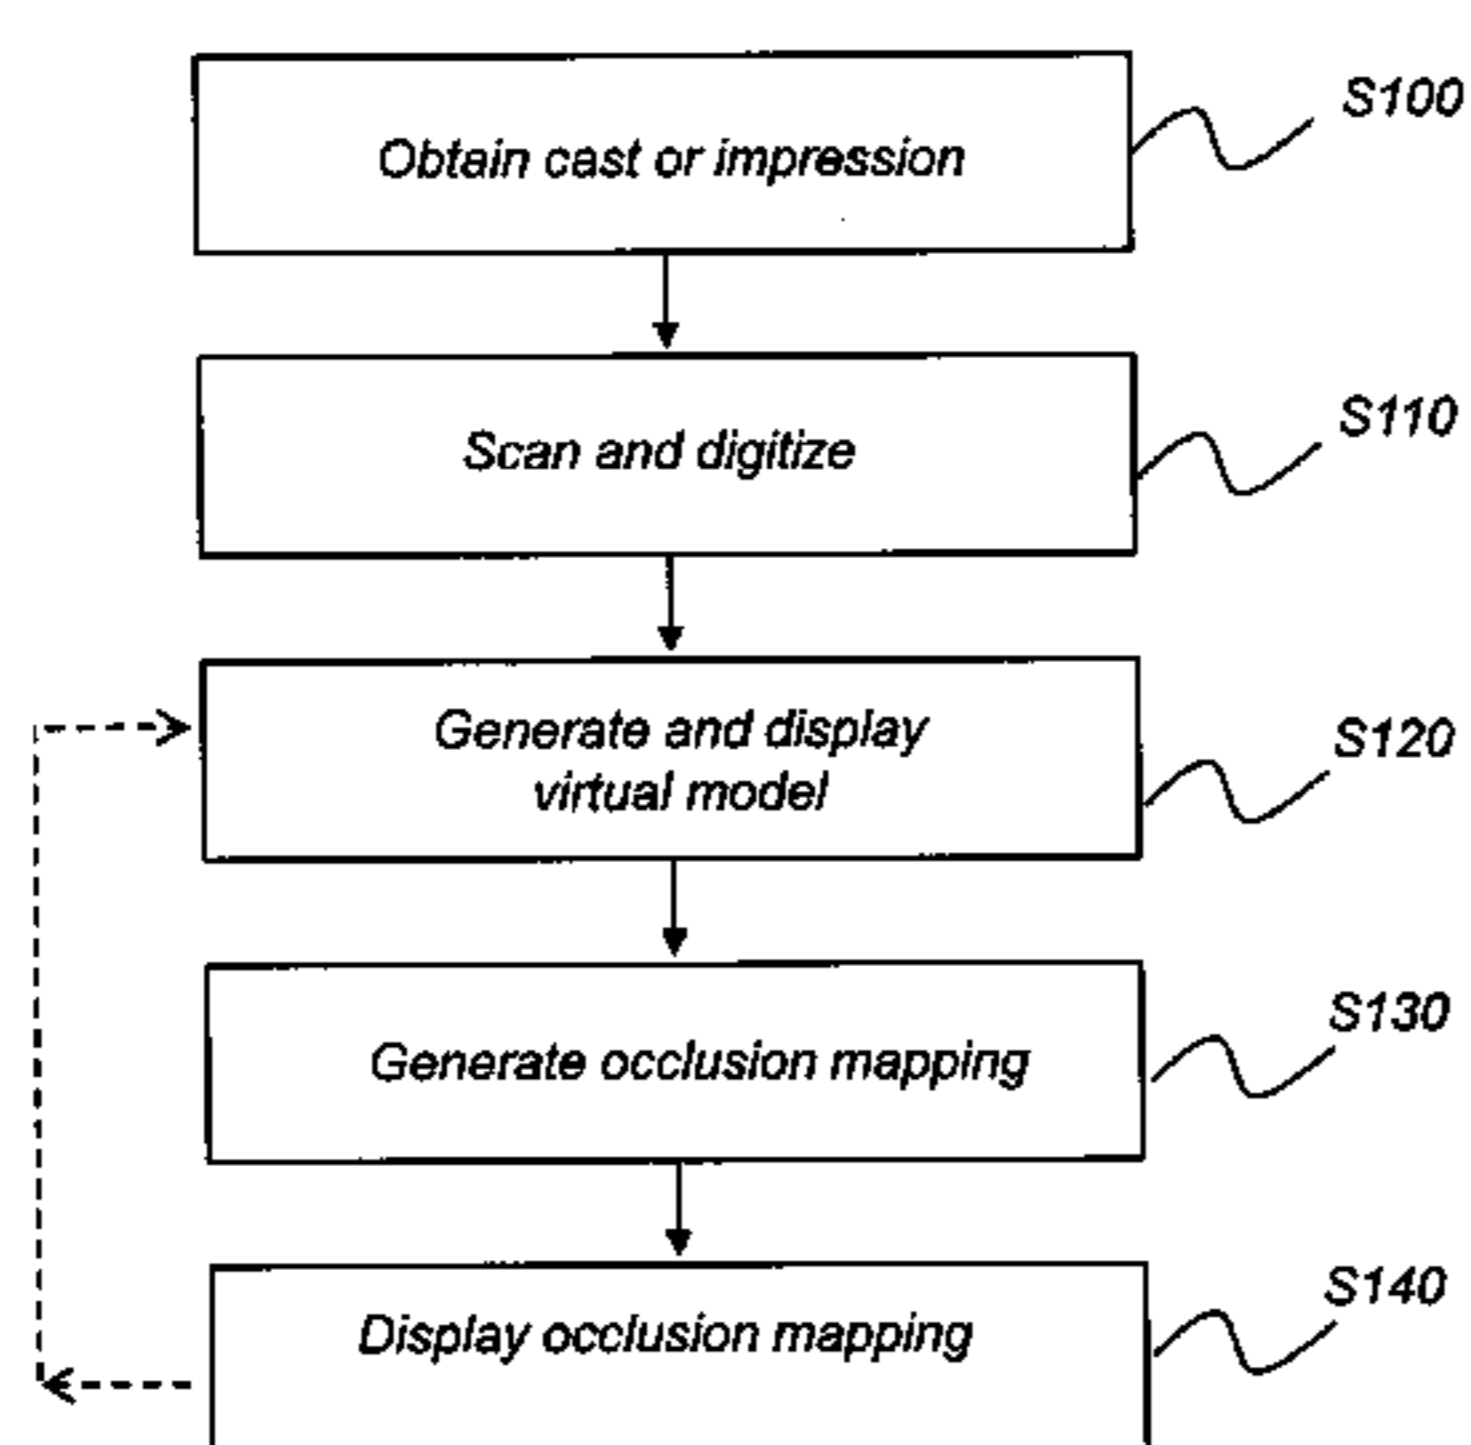 Obtain cast or impression
S100
Scan and digitize
S110
Generate and display
virtual model
S120
Generate occlusion mapping
S130
Display occlusion mapping
S140